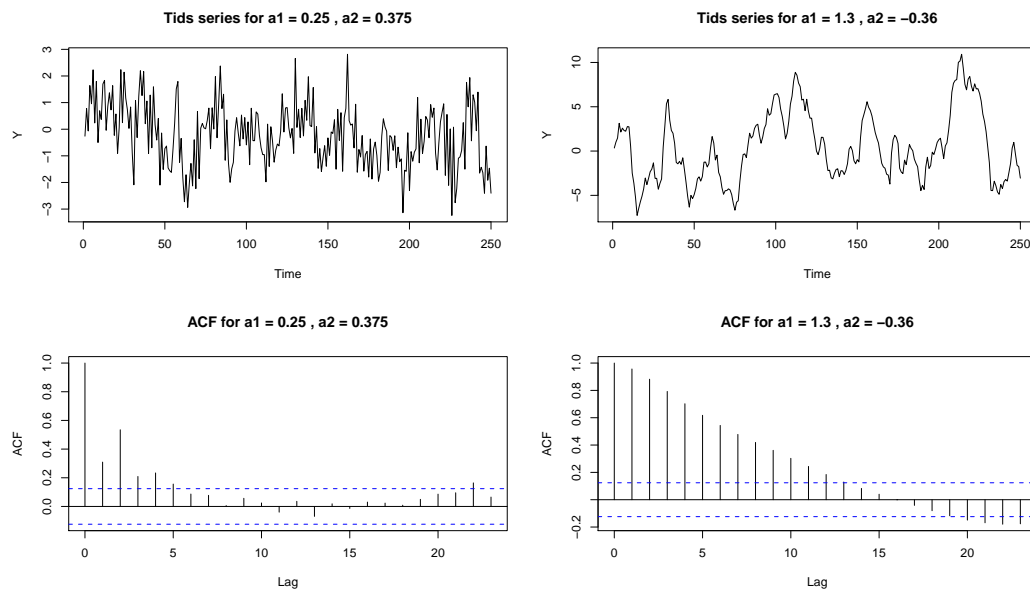 Tids series for a1 = 0.25 , a2 = 0.375
Y
3
2
1
0
−1
−2
−3
0 50 100 150 200 250
Time
Tids series for a1 = 1.3 , a2 = −0.36
Y
10
5
0
−5
0 50 100 150 200 250
Time
ACF for a1 = 0.25 , a2 = 0.375
ACF
1.0
0.8
0.6
0.4
0.2
0.0
0 5 10 15 20
Lag
ACF for a1 = 1.3 , a2 = −0.36
ACF
1.0
0.6
0.2
−0.2
0 5 10 15 20
Lag